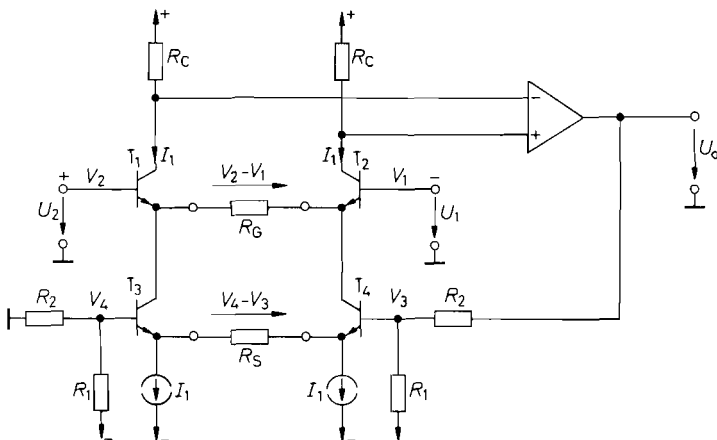 + +
R_C R_C
−
+
I_1 I_1
T_1 V_2−V_1 T_2
+ V_2 V_1 −
U_2 R_G U_1 U_o
T_3 V_4−V_3 T_4
R_2 V_4 V_3 R_2
R_S
R_1 I_1 I_1 R_1
− − − −